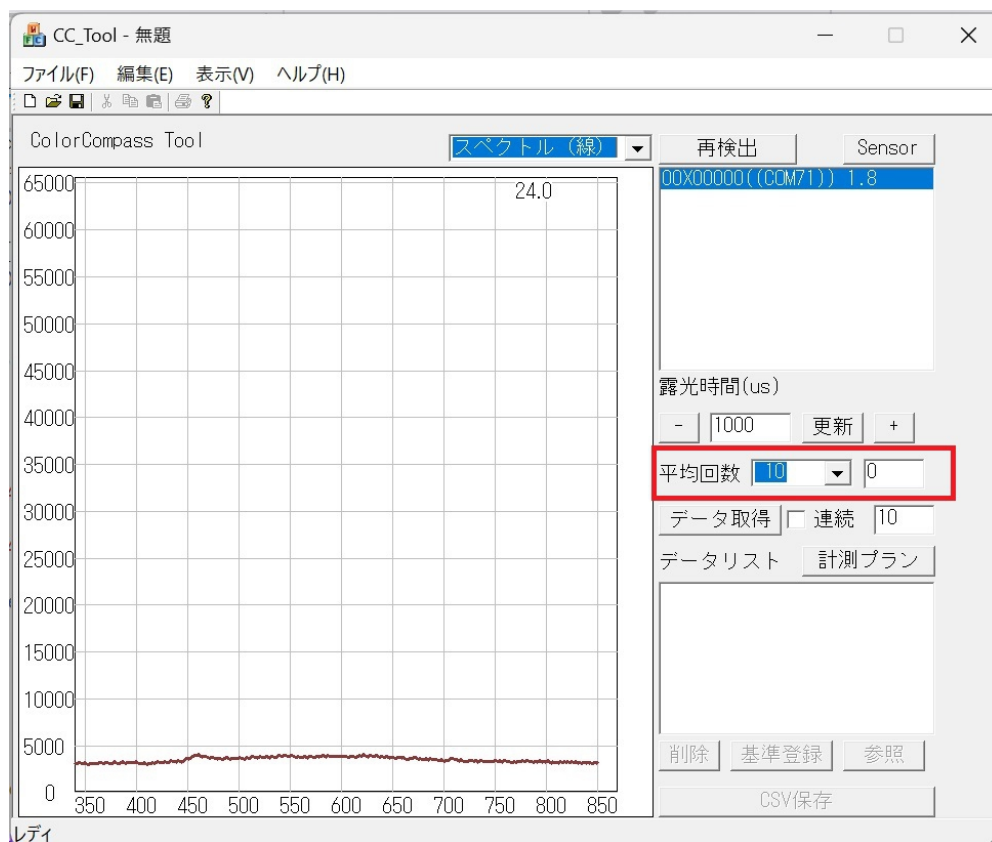 CC_Tool - 無題
ファイル(F) 編集(E) 表示(V) ヘルプ(H)
ColorCompass Tool
スペクトル (線)
再検出
Sensor
65000
24.0
00X00000((COM71)) 1.8
60000
55000
50000
45000
露光時間(us)
40000
- 1000 更新 +
35000
平均回数 10 0
30000
データ取得 連続 10
25000
データリスト 計測プラン
20000
15000
10000
5000
削除 基準登録 参照
0
350 400 450 500 550 600 650 700 750 800 850
CSV保存
レディ